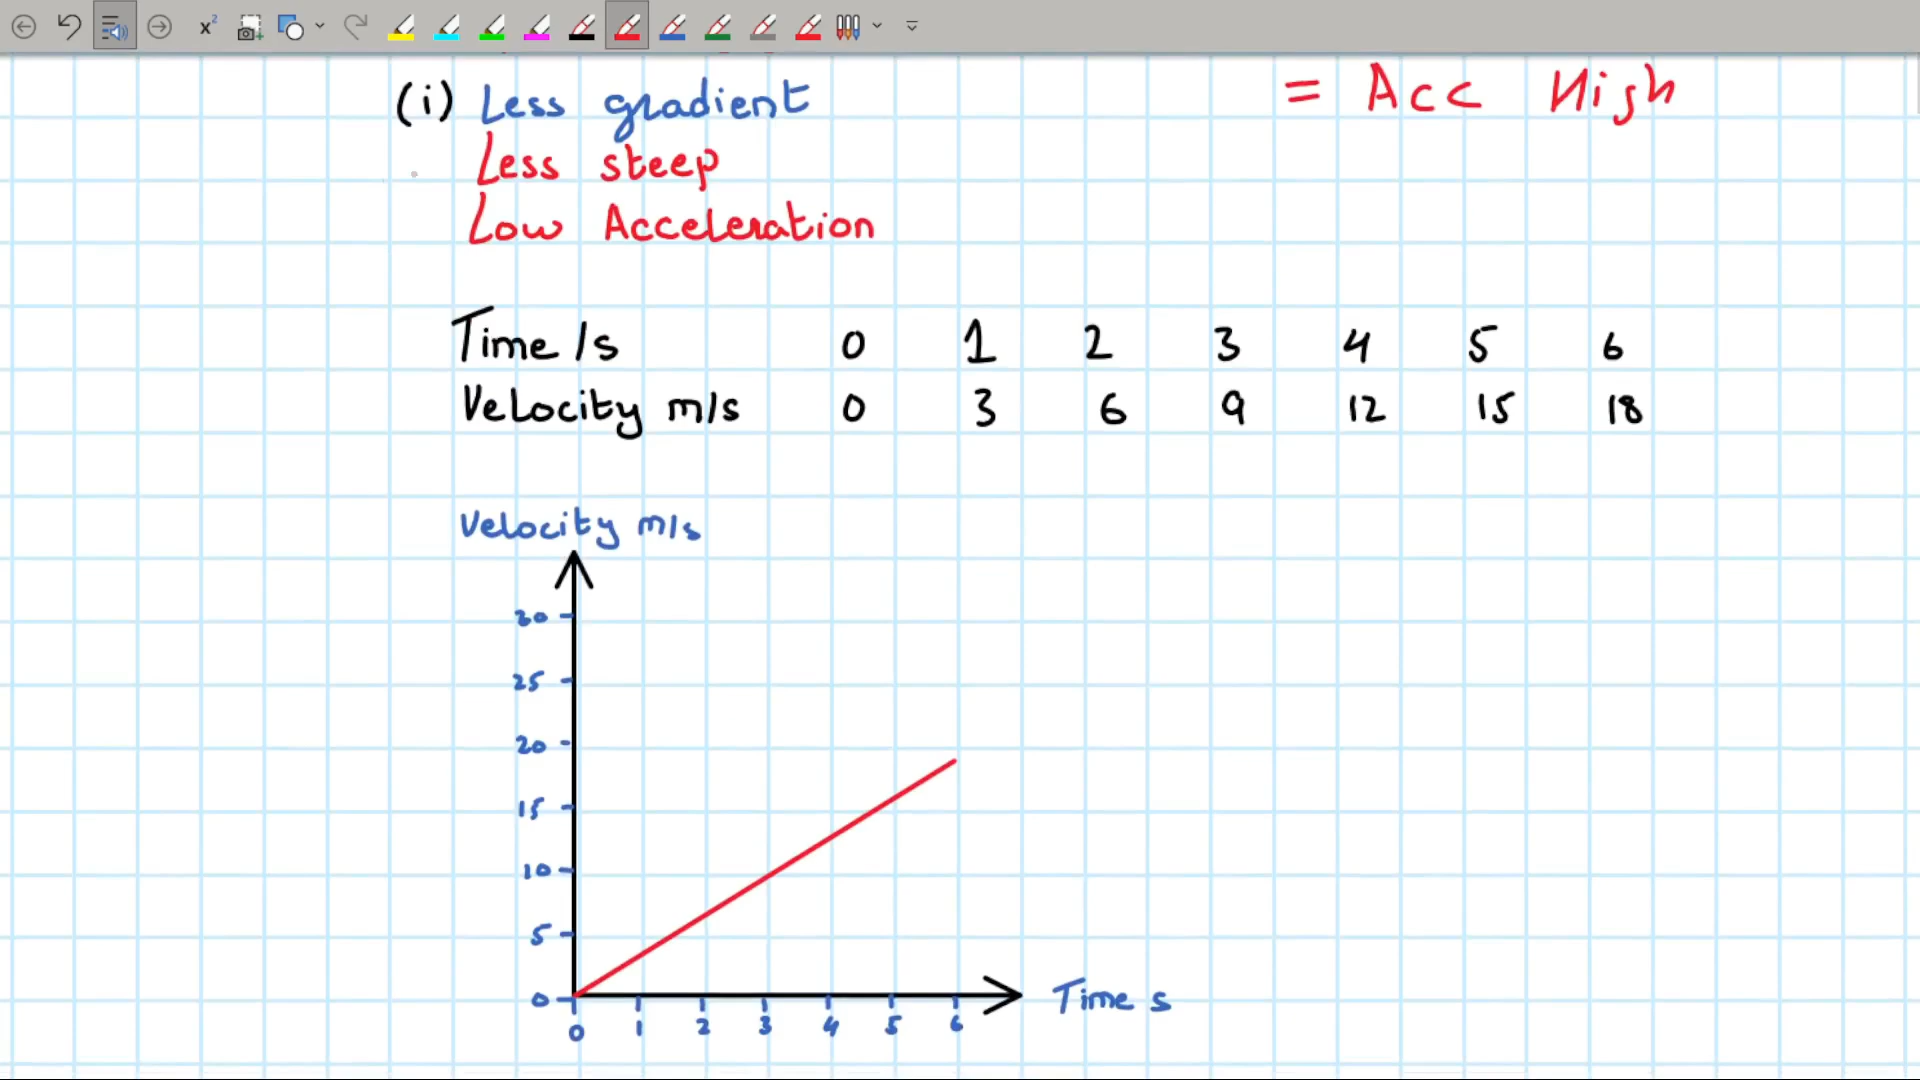 (i) Less gradient
= Acc High
Less steep
Low Acceleration
Time /s 0 1 2 3 4 5 6
Velocity m/s 0 3 6 9 12 15 18
Velocity m/s
30
25
20
15
10
5
0
0 1 2 3 4 5 6
Time s